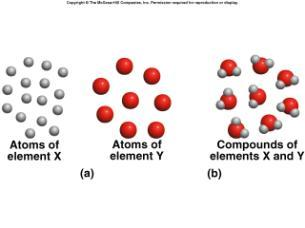 Copyright © The McGraw-Hill Companies, Inc. Permission required for reproduction or display.
Atoms of
element X
Atoms of
element Y
Compounds of
elements X and Y
(a)
(b)